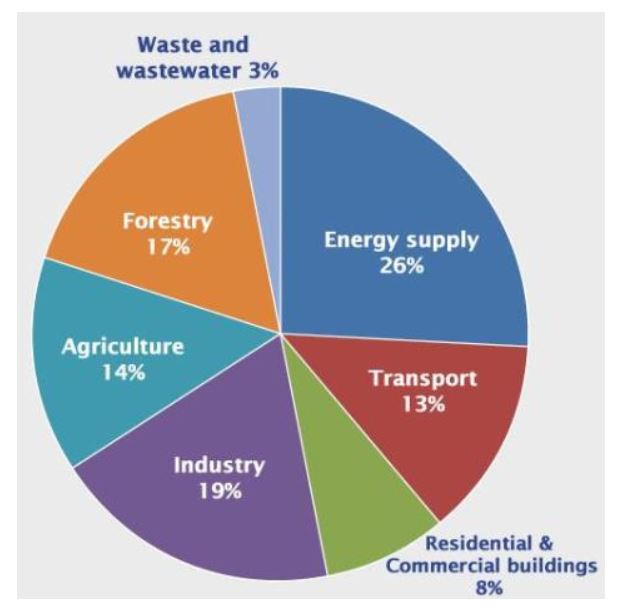 Waste and
wastewater 3%
Energy supply
26%
Transport
13%
Residential &
Commercial buildings
8%
Industry
19%
Agriculture
14%
Forestry
17%